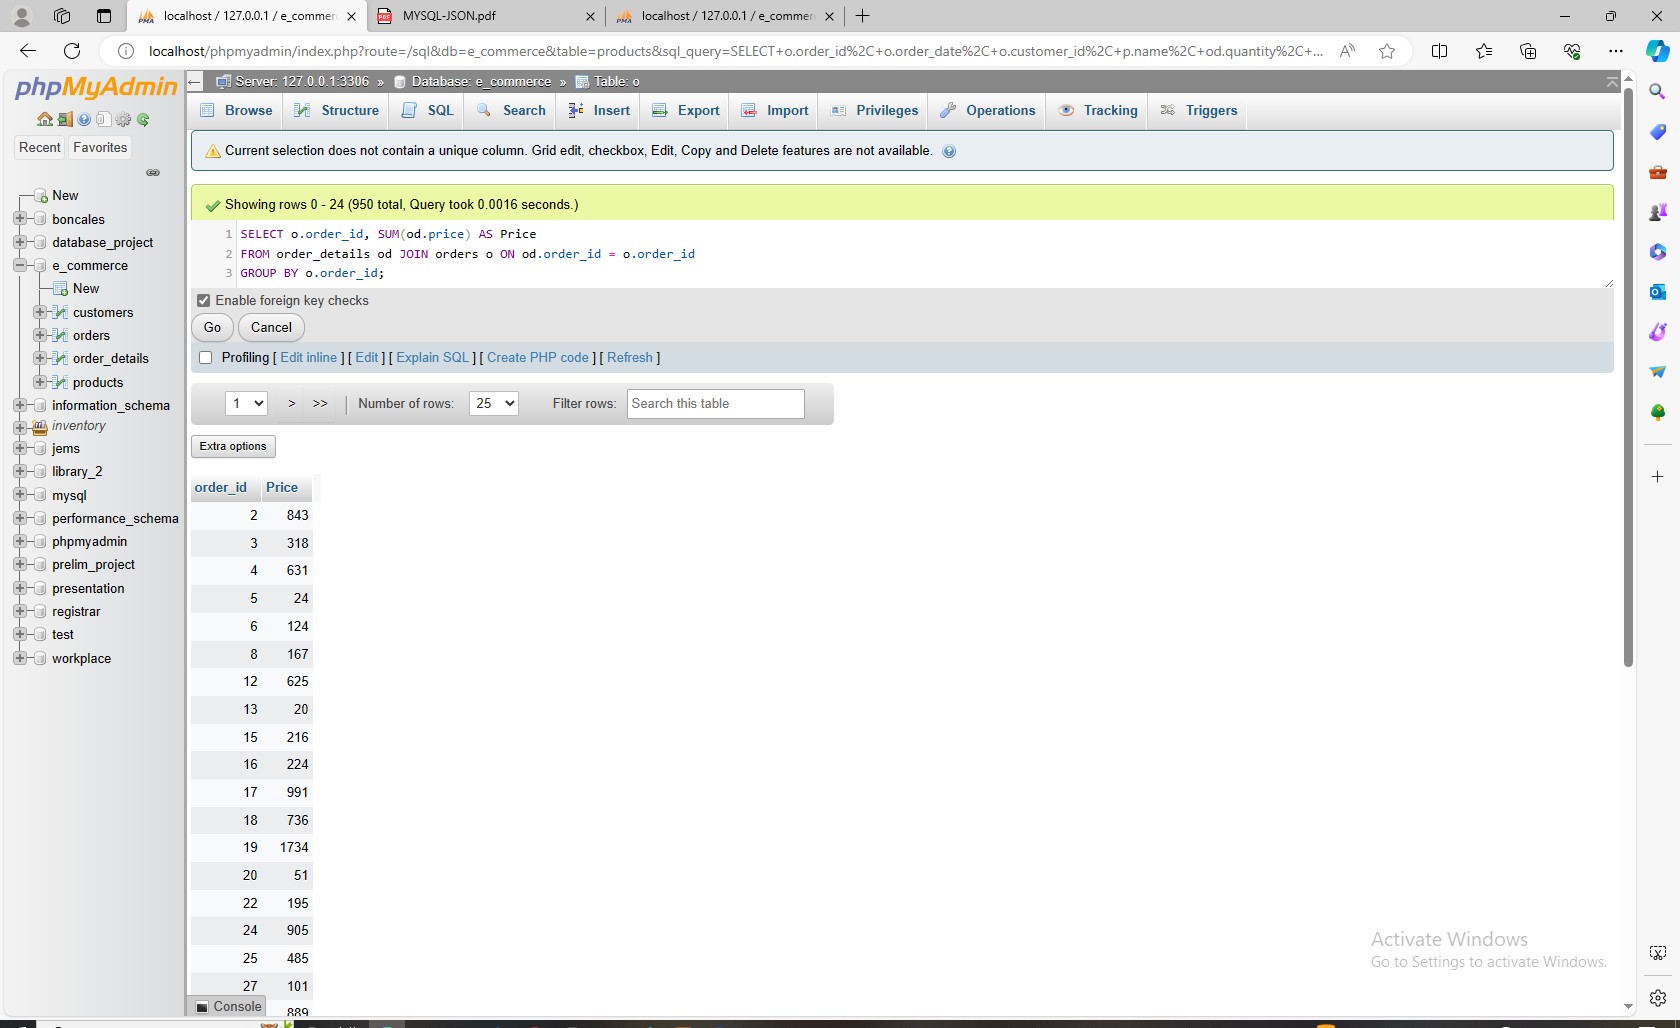 localhost / 127.0.0.1 / e_commer
MYSQL-JSON.pdf
localhost / 127.0.0.1 / e_commer
localhost/phpmyadmin/index.php?route=/sql&db=e_commerce&table=products&sql_query=SELECT+o.order_id%2C+o.order_date%2C+o.customer_id%2C+p.name%2C+od.quantity%2C+...
phpMyAdmin
Recent
Favorites
New
boncales
database_project
e_commerce
New
customers
orders
order_details
products
information_schema
inventory
jems
library_2
mysql
performance_schema
phpmyadmin
prelim_project
presentation
registrar
test
workplace
Server: 127.0.0.1:3306 » Database: e_commerce » Table: o
Browse
Structure
SQL
Search
Insert
Export
Import
Privileges
Operations
Tracking
Triggers
Current selection does not contain a unique column. Grid edit, checkbox, Edit, Copy and Delete features are not available.
Showing rows 0 - 24 (950 total, Query took 0.0016 seconds.)
1 SELECT o.order_id, SUM(od.price) AS Price
2 FROM order_details od JOIN orders o ON od.order_id = o.order_id
3 GROUP BY o.order_id;
Enable foreign key checks
Go
Cancel
Profiling [ Edit inline ] [ Edit ] [ Explain SQL ] [ Create PHP code ] [ Refresh ]
1 > >> | Number of rows: 25 Filter rows: Search this table
Extra options
order_id Price
2 843
3 318
4 631
5 24
6 124
8 167
12 625
13 20
15 216
16 224
17 991
18 736
19 1734
20 51
22 195
24 905
25 485
27 101
889
Console
Activate Windows
Go to Settings to activate Windows.